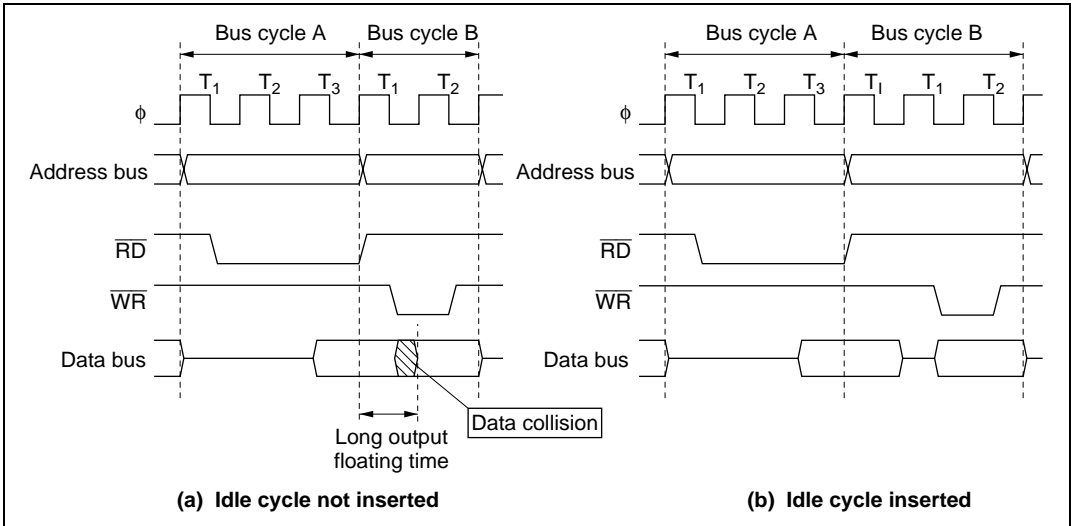 Bus cycle A
Bus cycle B
T1 T2 T3 T1 T2
ϕ
Address bus
RD
WR
Data bus
Data collision
Long output
floating time
(a) Idle cycle not inserted
Bus cycle A
Bus cycle B
T1 T2 T3 TI T1 T2
ϕ
Address bus
RD
WR
Data bus
(b) Idle cycle inserted